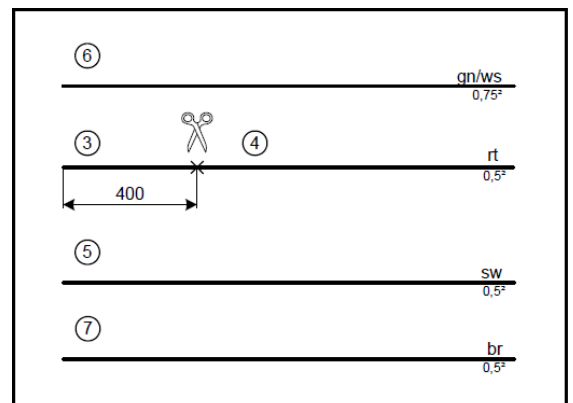 ⑥
gn/ws
0,75²
③
④
rt
0,5²
400
⑤
sw
0,5²
⑦
br
0,5²